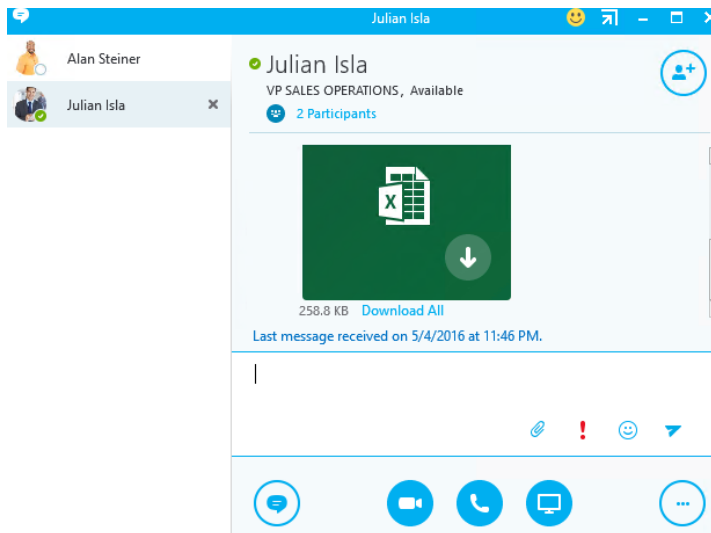 Julian Isla
Alan Steiner
Julian Isla
Julian Isla
VP SALES OPERATIONS, Available
2 Participants
X
258.8 KB Download All
Last message received on 5/4/2016 at 11:46 PM.